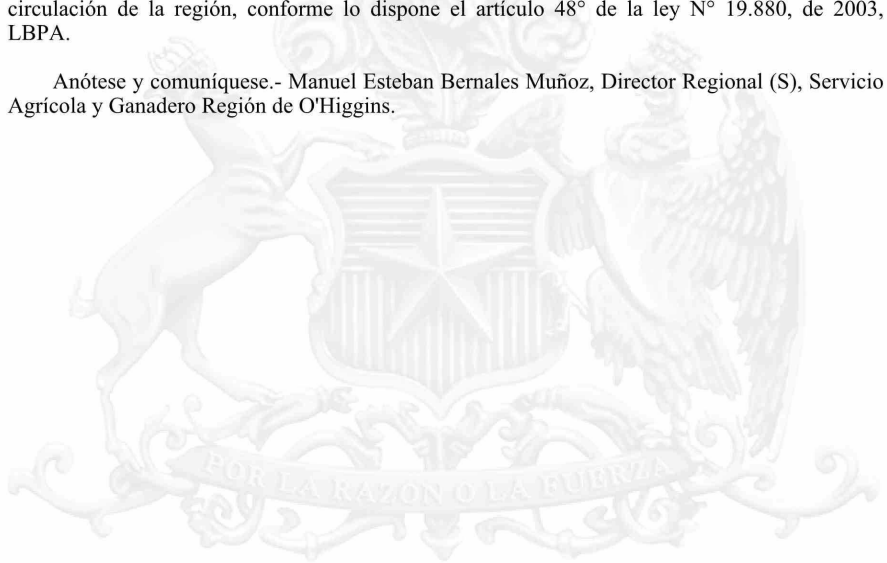 circulación de la región, conforme lo dispone el artículo 48° de la ley N° 19.880, de 2003,
LBPA.
Anótese y comuníquese.- Manuel Esteban Bernales Muñoz, Director Regional (S), Servicio
Agrícola y Ganadero Región de O'Higgins.
POR LA RAZÓN O LA FUERZA